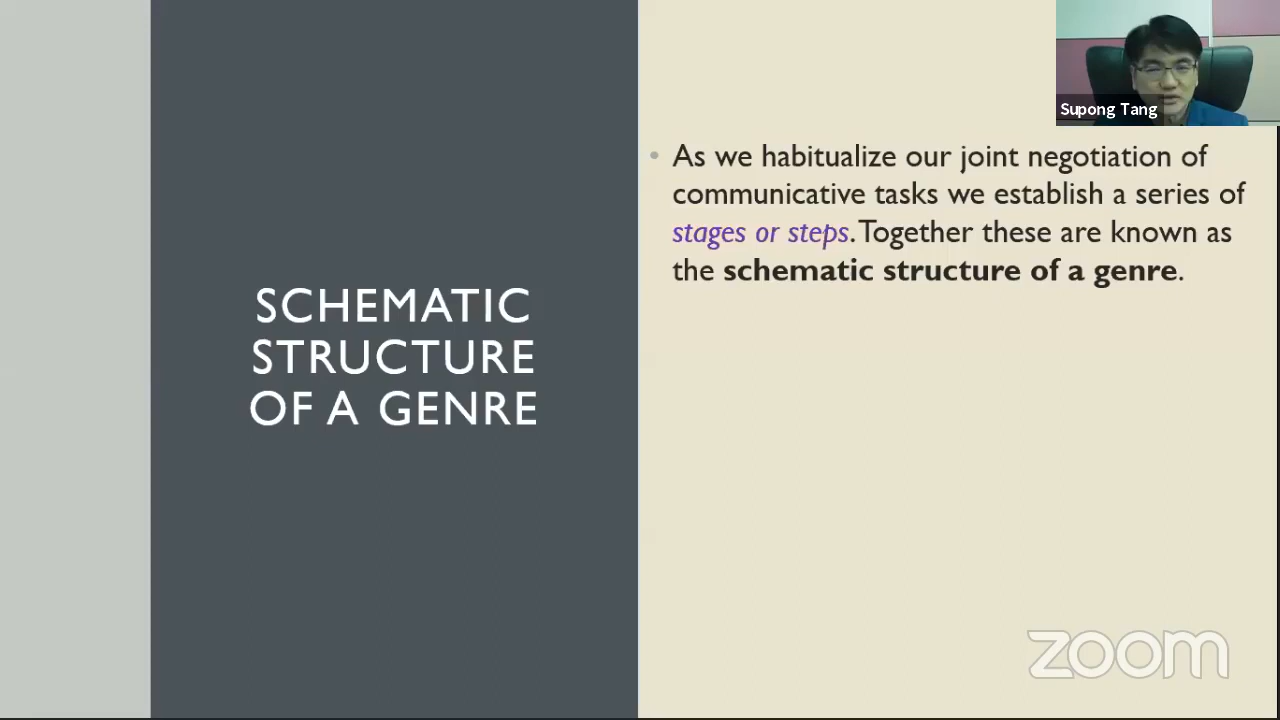 SCHEMATIC
STRUCTURE
OF A GENRE
Supong Tang
• As we habitualize our joint negotiation of
communicative tasks we establish a series of
stages or steps. Together these are known as
the schematic structure of a genre.
zoom